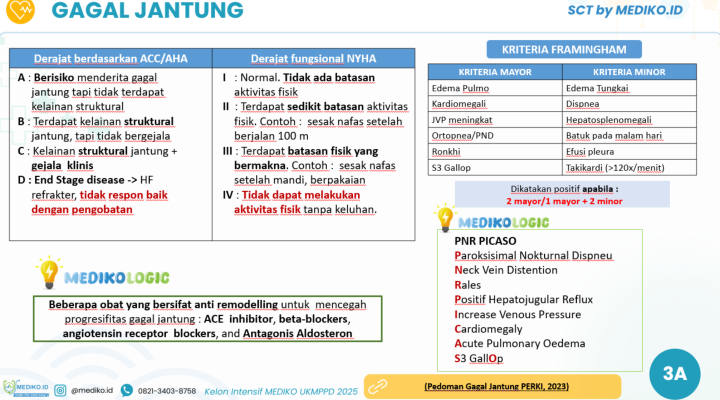 GAGAL JANTUNG
SCT by MEDIKO.ID
Derajat berdasarkan ACC/AHA
Derajat fungsional NYHA
A : Berisiko menderita gagal
jantung tapi tidak terdapat
kelainan struktural
B : Terdapat kelainan struktural
jantung, tapi tidak bergejala
C : Kelainan struktural jantung +
gejala klinis
D : End Stage disease -> HF
refrakter, tidak respon baik
dengan pengobatan
I : Normal. Tidak ada batasan
aktivitas fisik
II : Terdapat sedikit batasan aktivitas
fisik. Contoh : sesak nafas setelah
berjalan 100 m
III : Terdapat batasan fisik yang
bermakna. Contoh : sesak nafas
setelah mandi, berpakaian
IV : Tidak dapat melakukan
aktivitas fisik tanpa keluhan.
KRITERIA FRAMINGHAM
KRITERIA MAYOR KRITERIA MINOR
Edema Pulmo Edema Tungkai
Kardiomegali Dispnea
JVP meningkat Hepatosplenomegali
Ortopnea/PND Batuk pada malam hari
Ronkhi Efusi pleura
S3 Gallop Takikardi (>120x/menit)
Dikatakan positif apabila :
2 mayor/1 mayor + 2 minor
MEDIKOLOGIC
PNR PICASO
Paroksisimal Nokturnal Dispneu
Neck Vein Distention
Rales
Positif Hepatojugular Reflux
Increase Venous Pressure
Cardiomegaly
Acute Pulmonary Oedema
S3 GallOp
MEDIKOLOGIC
Beberapa obat yang bersifat anti remodelling untuk mencegah
progresifitas gagal jantung : ACE inhibitor, beta-blockers,
angiotensin receptor blockers, and Antagonis Aldosteron
MEDIKO.ID
@mediko.id
0821-3403-8758
Kelon Intensif MEDIKO UKMPPD 2025
(Pedoman Gagal Jantung PERKI, 2023)
3A